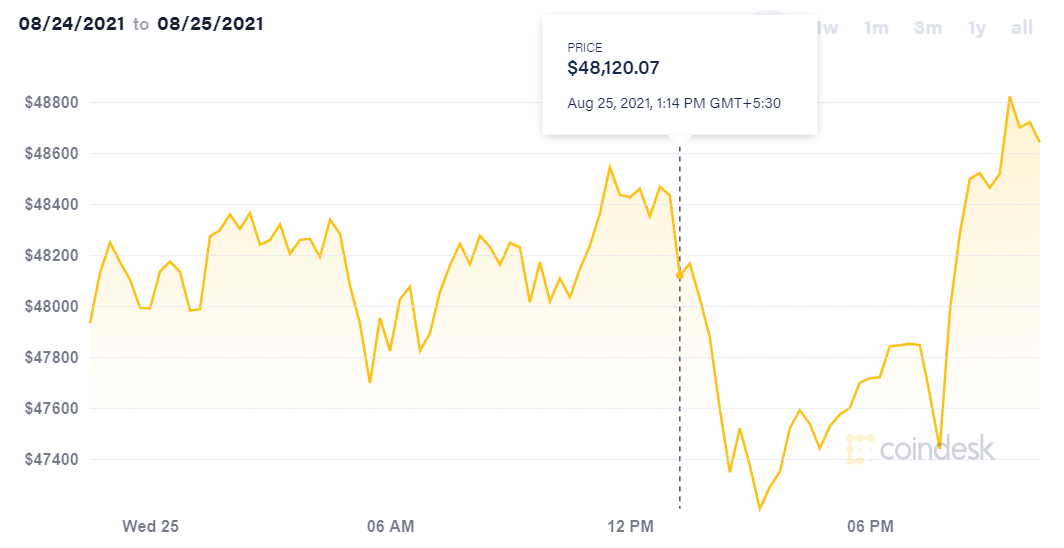 08/24/2021 to 08/25/2021
1w 1m 3m 1y all
PRICE
$48,120.07
Aug 25, 2021, 1:14 PM GMT+5:30
$48800
$48600
$48400
$48200
$48000
$47800
$47600
$47400
coindesk
Wed 25 06 AM 12 PM 06 PM